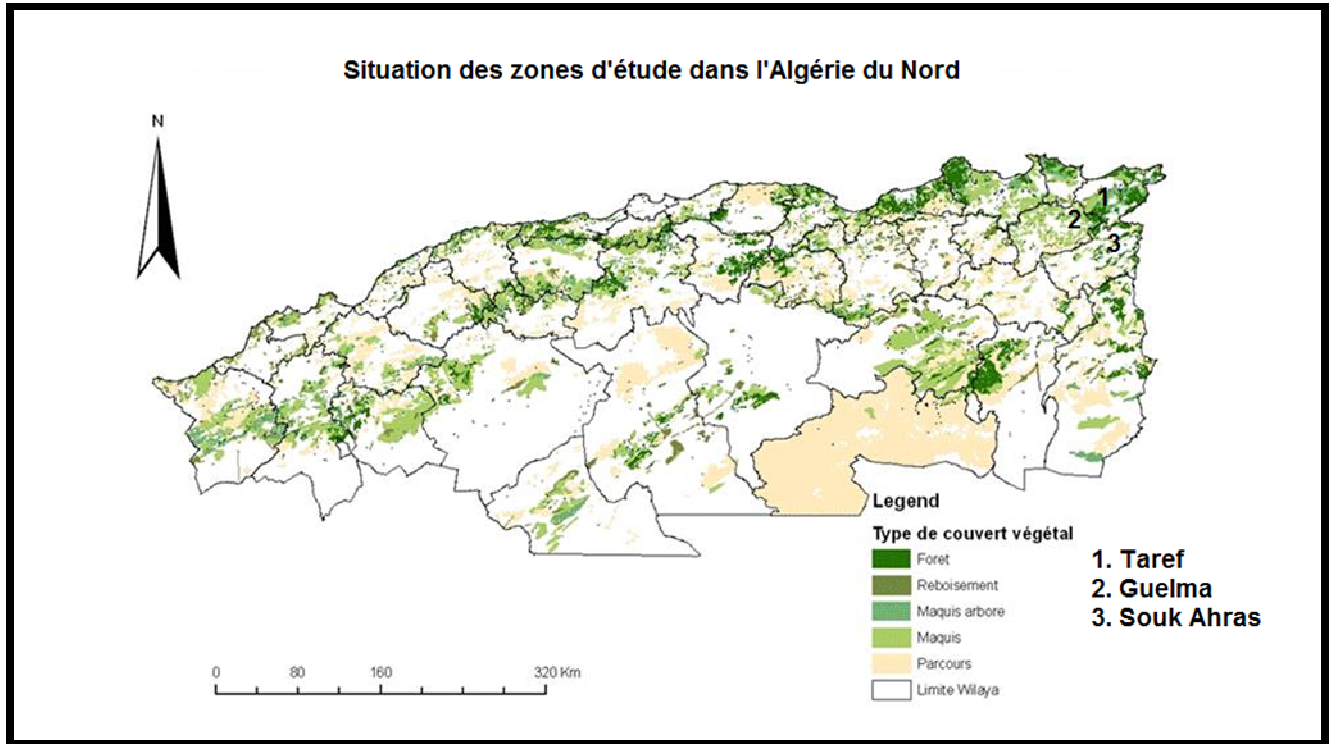 Situation des zones d'étude dans l'Algérie du Nord
N
1
2
3
Legend
Type de couvert végétal
Foret
Reboisement
Maquis arbore
Maquis
Parcours
Limite Wilaya
1. Taref
2. Guelma
3. Souk Ahras
0 80 160 320 Km